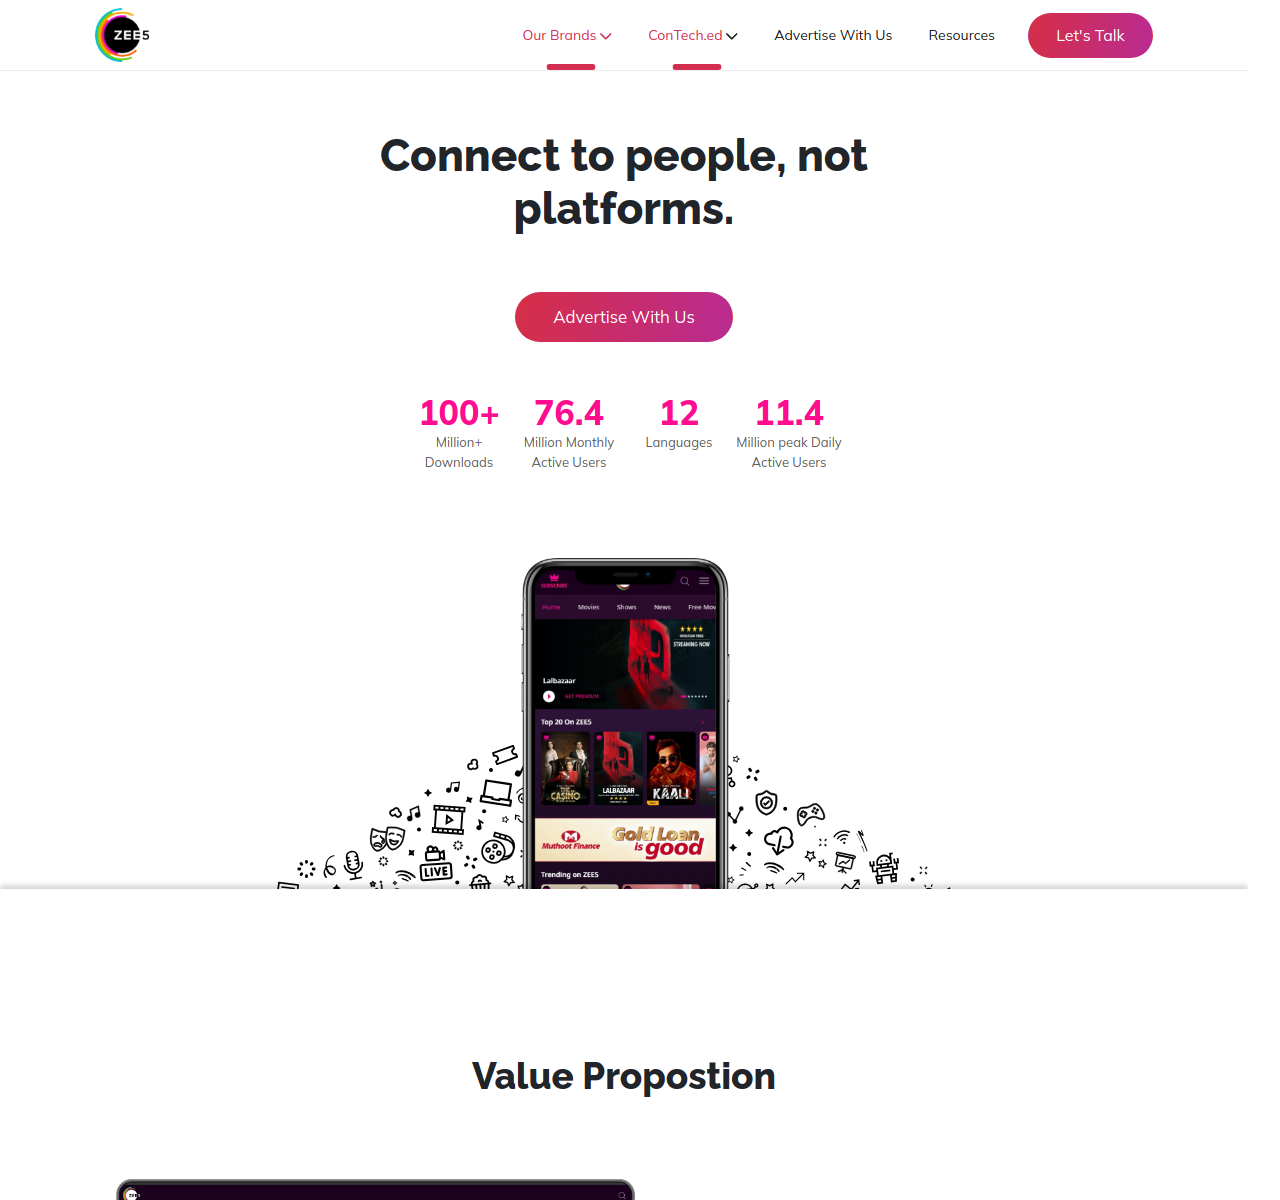 ZEE5
Our Brands
ConTech.ed
Advertise With Us
Resources
Let's Talk
Connect to people, not
platforms.
Advertise With Us
100+
Million+
Downloads
76.4
Million Monthly
Active Users
12
Languages
11.4
Million peak Daily
Active Users
SUBSCRIBE
Home Movies Shows News Free Mov
STREAMING NOW
Lalbazaar
GET PREMIUM
Top 20 On ZEE5
THE CASINO
LALBAZAAR
KAALI
Muthoot Finance
Gold Loan
is good
Trending on ZEE5
LIVE
Value Propostion